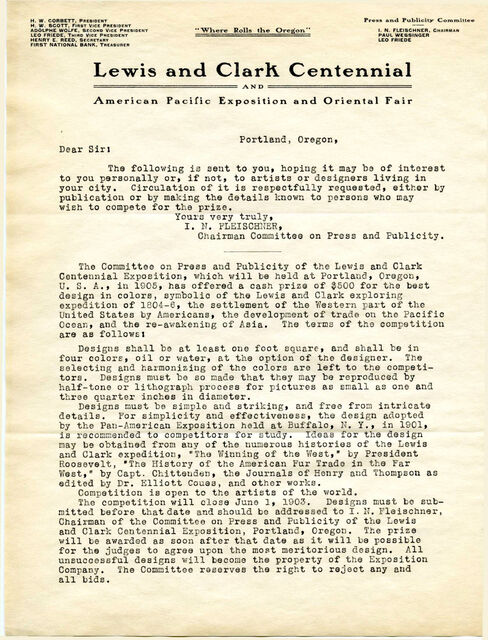 H. W. CORBETT, PRESIDENT
H. W. SCOTT, FIRST VICE PRESIDENT
ADOLPHE WOLFE, SECOND VICE PRESIDENT
LEO FRIEDE, THIRD VICE PRESIDENT
HENRY E. REED, SECRETARY
FIRST NATIONAL BANK, TREASURER
"Where Rolls the Oregon"
Press and Publicity Committee
I. N. FLEISCHNER, CHAIRMAN
PAUL WESSINGER
LEO FRIEDE
Lewis and Clark Centennial
AND
American Pacific Exposition and Oriental Fair
Portland, Oregon,
Dear Sir:
The following is sent to you, hoping it may be of interest
to you personally or, if not, to artists or designers living in
your city. Circulation of it is respectfully requested, either by
publication or by making the details known to persons who may
wish to compete for the prize.
Yours very truly,
I. N. FLEISCHNER,
Chairman Committee on Press and Publicity.
The Committee on Press and Publicity of the Lewis and Clark
Centennial Exposition, which will be held at Portland, Oregon,
U. S. A., in 1905, has offered a cash prize of $500 for the best
design in colors, symbolic of the Lewis and Clark exploring
expedition of 1804-6, the settlement of the Western part of the
United States by Americans, the development of trade on the Pacific
Ocean, and the re-awakening of Asia. The terms of the competition
are as follows:
Designs shall be at least one foot square, and shall be in
four colors, oil or water, at the option of the designer. The
selecting and harmonizing of the colors are left to the competi-
tors. Designs must be so made that they may be reproduced by
half-tone or lithograph process for pictures as small as one and
three quarter inches in diameter.
Designs must be simple and striking, and free from intricate
details. For simplicity and effectiveness, the design adopted
by the Pan-American Exposition held at Buffalo, N. Y., in 1901,
is recommended to competitors for study. Ideas for the design
may be obtained from any of the numerous histories of the Lewis
and Clark expedition, "The Winning of the West," by President
Roosevelt, "The History of the American Fur Trade in the Far
West," by Capt. Chittenden, the Journals of Henry and Thompson as
edited by Dr. Elliott Coues, and other works.
Competition is open to the artists of the world.
The competition will close June 1, 1903. Designs must be sub-
mitted before that date and should be addressed to I. N. Fleischner,
Chairman of the Committee on Press and Publicity of the Lewis
and Clark Centennial Exposition, Portland, Oregon. The prize
will be awarded as soon after that date as it will be possible
for the judges to agree upon the most meritorious design. All
unsuccessful designs will become the property of the Exposition
Company. The Committee reserves the right to reject any and
all bids.